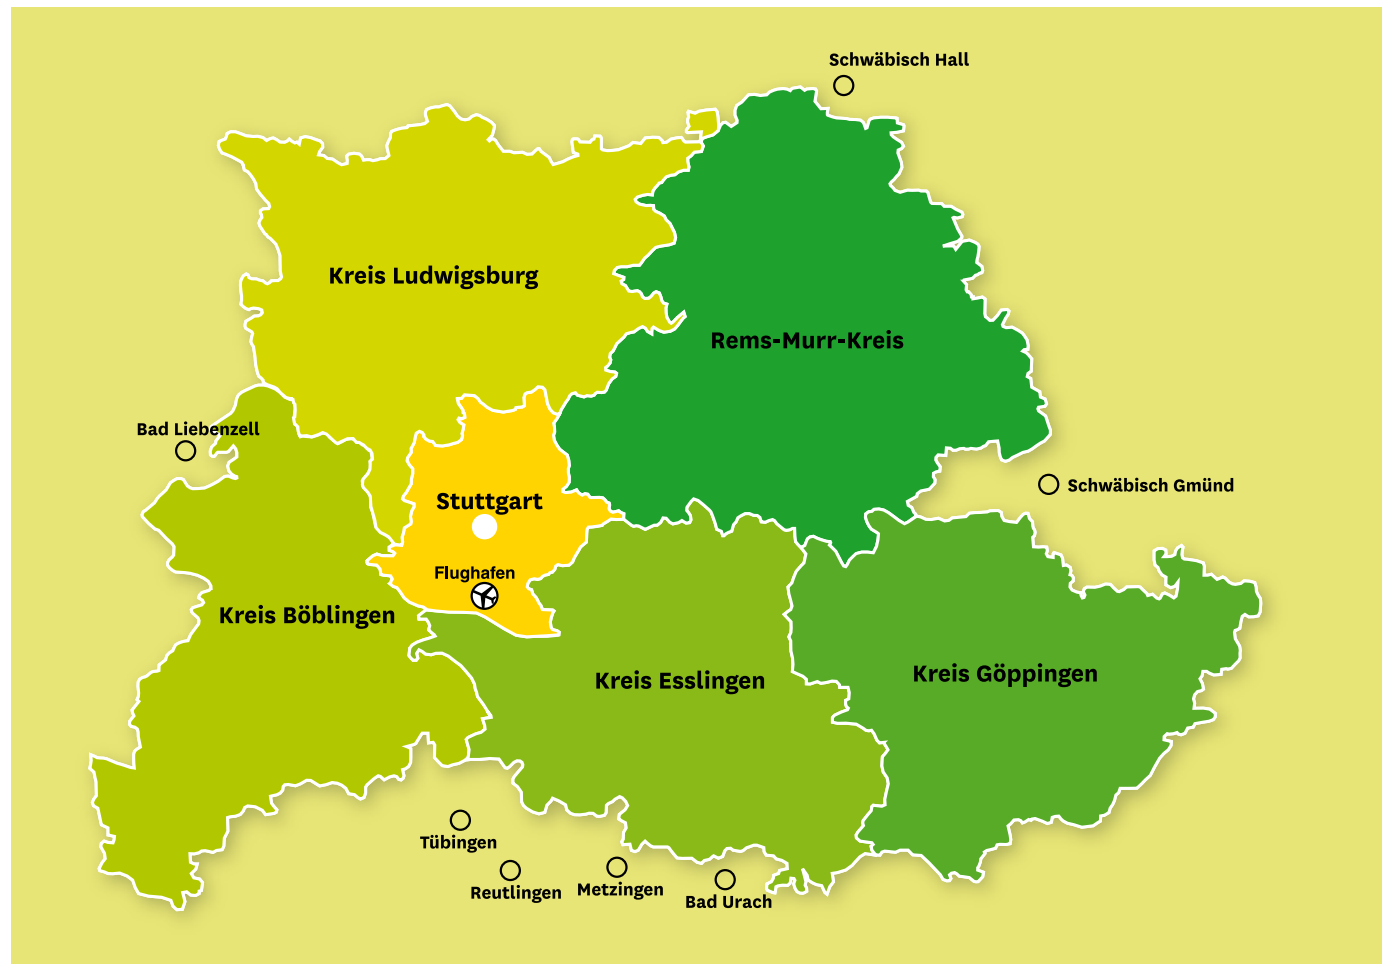 Schwäbisch Hall
Kreis Ludwigsburg
Rems-Murr-Kreis
Bad Liebenzell
Schwäbisch Gmünd
Stuttgart
Flughafen
Kreis Böblingen
Kreis Esslingen
Kreis Göppingen
Tübingen
Reutlingen
Metzingen
Bad Urach